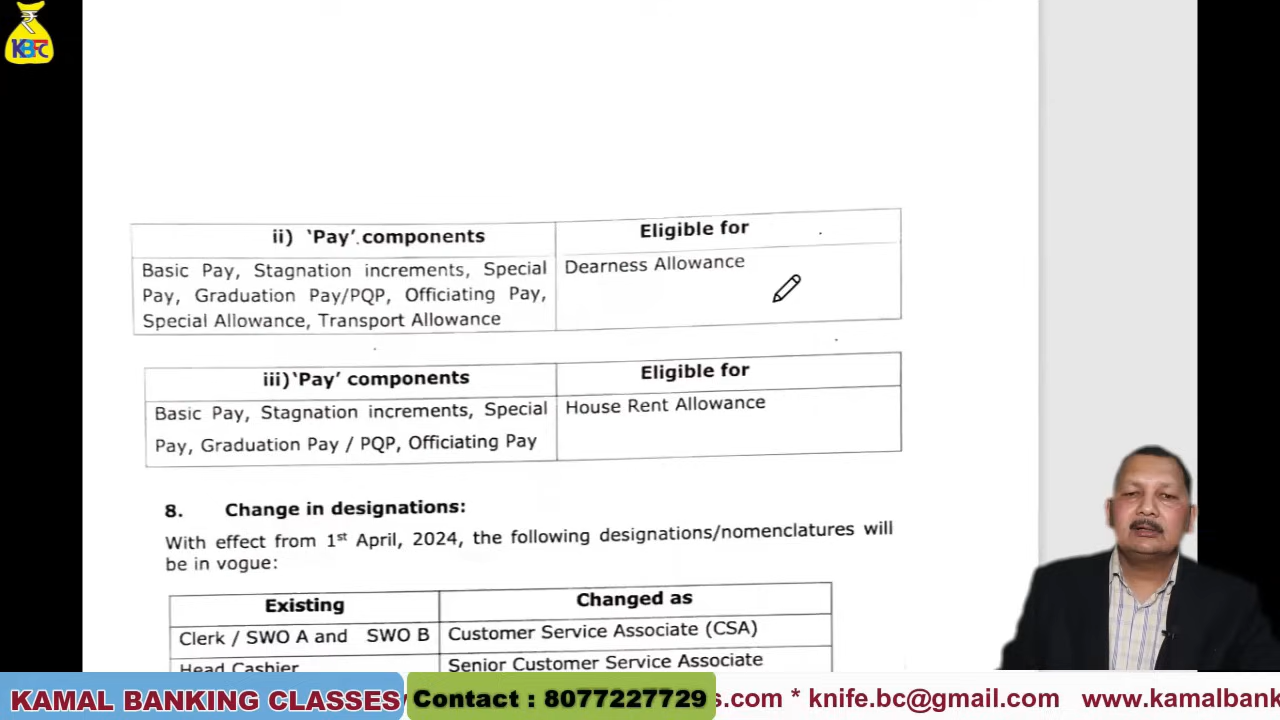 ₹
KBFC
ii) 'Pay' components
Eligible for
Basic Pay, Stagnation increments, Special
Pay, Graduation Pay/PQP, Officiating Pay,
Special Allowance, Transport Allowance
Dearness Allowance
iii) 'Pay' components
Eligible for
Basic Pay, Stagnation increments, Special
Pay, Graduation Pay / PQP, Officiating Pay
House Rent Allowance
8. Change in designations:
With effect from 1st April, 2024, the following designations/nomenclatures will
be in vogue:
Existing
Changed as
Clerk / SWO A and SWO B
Customer Service Associate (CSA)
Head Cashier
Senior Customer Service Associate
KAMAL BANKING CLASSES
Contact : 8077227729
s.com * knife.bc@gmail.com www.kamalbank